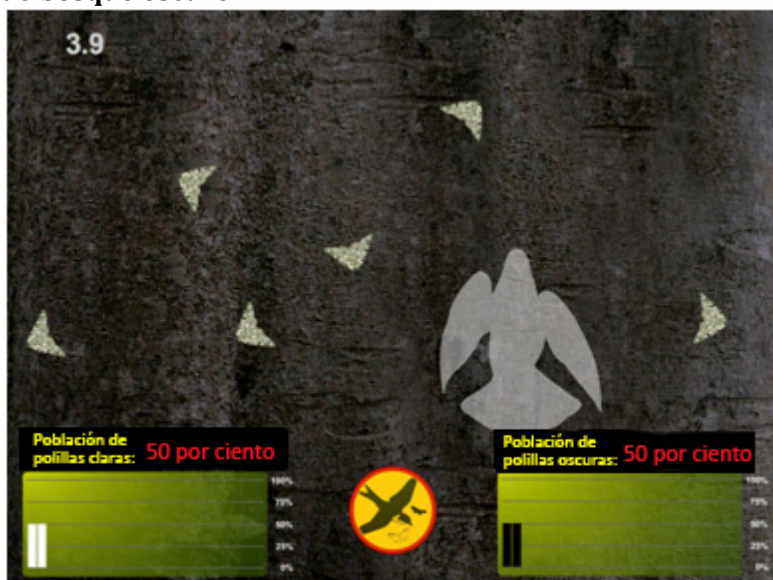 3.9
Población de
polillas claras: 50 por ciento
Población de
polillas oscuras: 50 por ciento
100%
75%
50%
25%
0%
100%
75%
50%
25%
0%